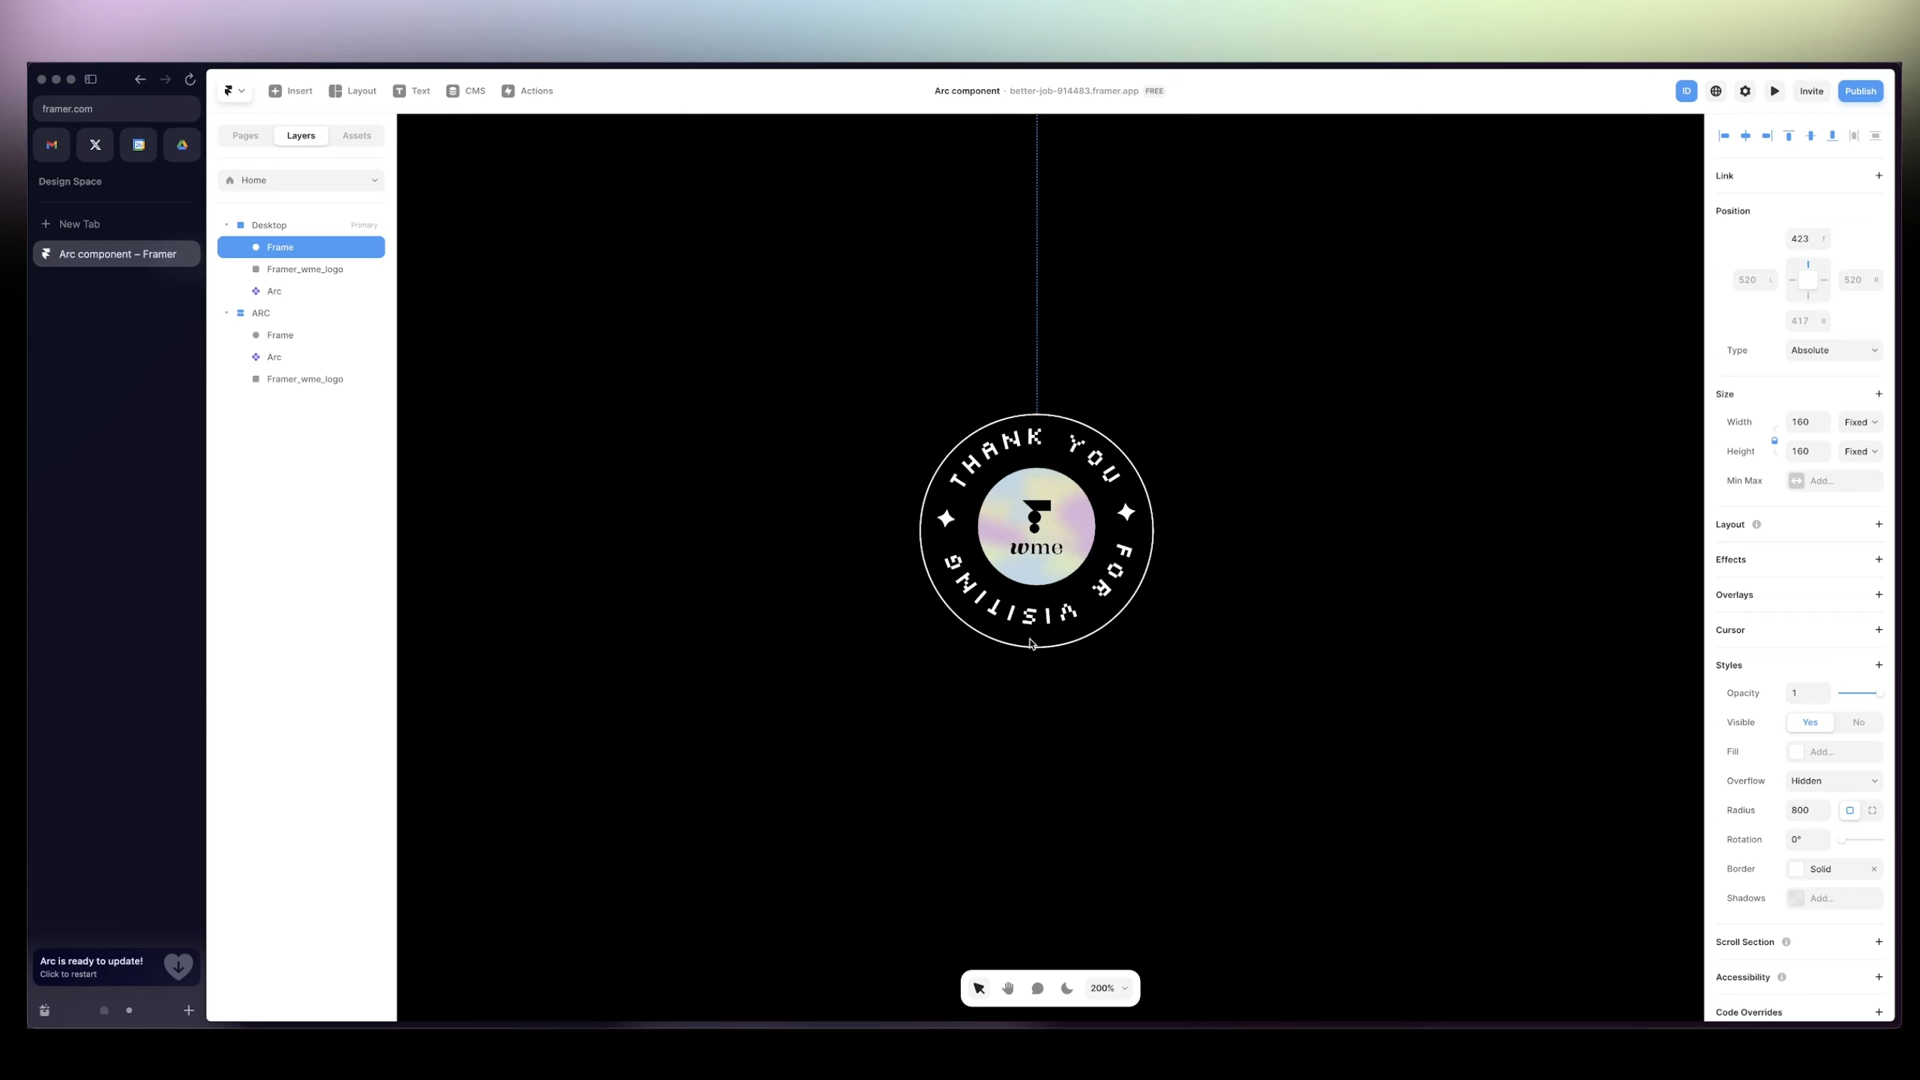 framer.com
Design Space
New Tab
Arc component – Framer
Arc is ready to update!
Click to restart
Insert
Layout
Text
CMS
Actions
Arc component · better-job-914483.framer.app FREE
ID
Invite
Publish
Pages
Layers
Assets
Home
Desktop Primary
Frame
Framer_wme_logo
Arc
ARC
Frame
Arc
Framer_wme_logo
THANK YOU ✦ FOR VISITING ✦
wme
200%
Link
Position
423 T
520 L
520 R
417 B
Type Absolute
Size
Width 160 Fixed
Height 160 Fixed
Min Max Add...
Layout
Effects
Overlays
Cursor
Styles
Opacity 1
Visible Yes No
Fill Add...
Overflow Hidden
Radius 800
Rotation 0°
Border Solid
Shadows Add...
Scroll Section
Accessibility
Code Overrides